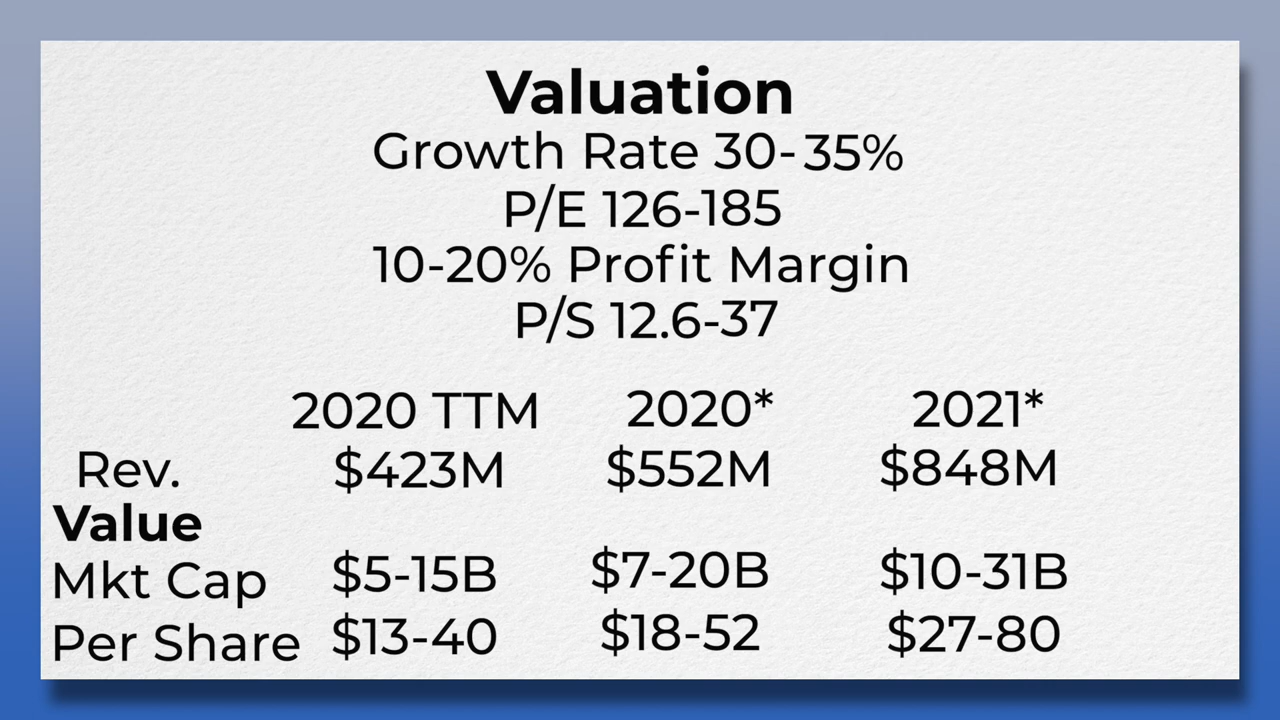 Valuation
Growth Rate 30-35%
P/E 126-185
10-20% Profit Margin
P/S 12.6-37
2020 TTM 2020* 2021*
Rev. $423M $552M $848M
Value
Mkt Cap $5-15B $7-20B $10-31B
Per Share $13-40 $18-52 $27-80